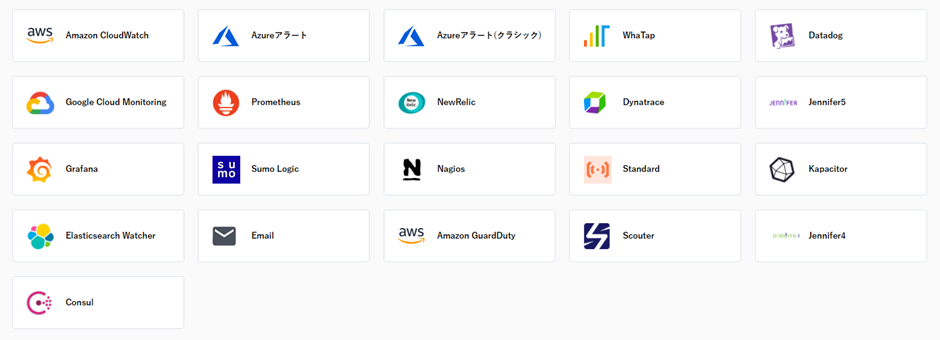 aws Amazon CloudWatch
Azureアラート
Azureアラート(クラシック)
WhaTap
Datadog
Google Cloud Monitoring
Prometheus
New Relic NewRelic
Dynatrace
JENNIFER Jennifer5
Grafana
su
mo Sumo Logic
N Nagios
Standard
Kapacitor
Elasticsearch Watcher
Email
aws Amazon GuardDuty
Scouter
Jennifer4
Consul